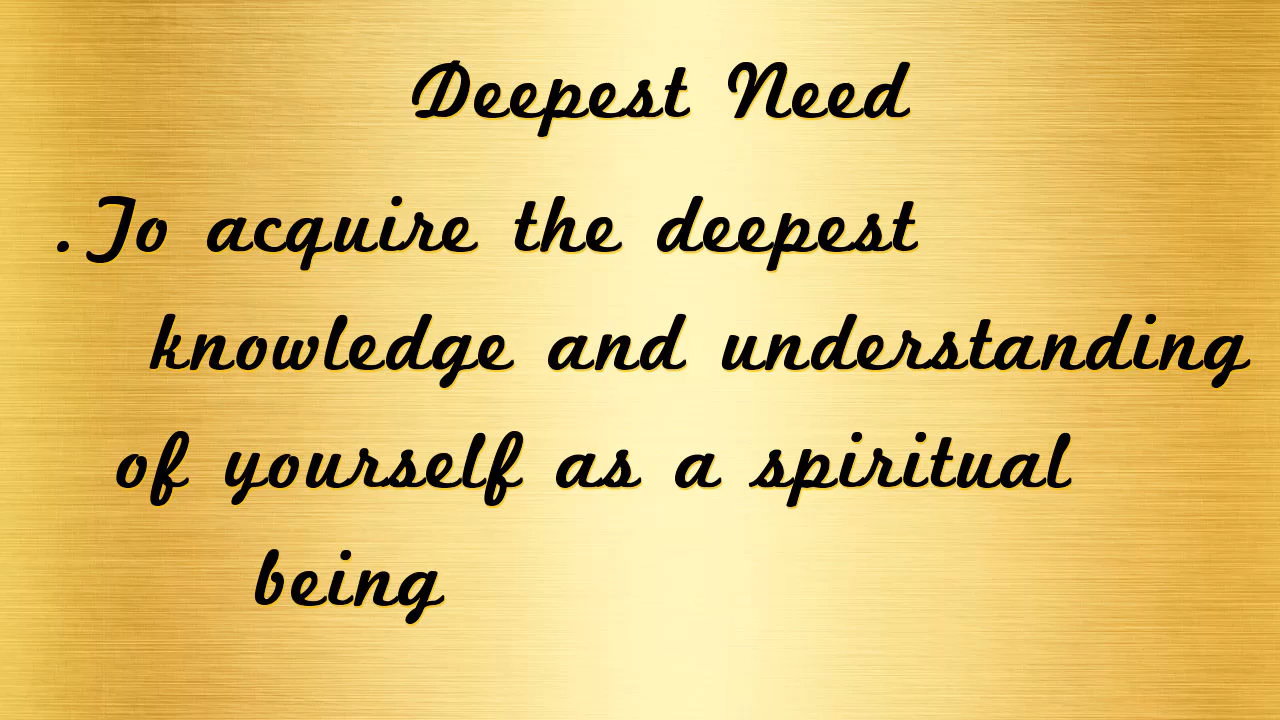 Deepest Need
. To acquire the deepest
knowledge and understanding
of yourself as a spiritual
being